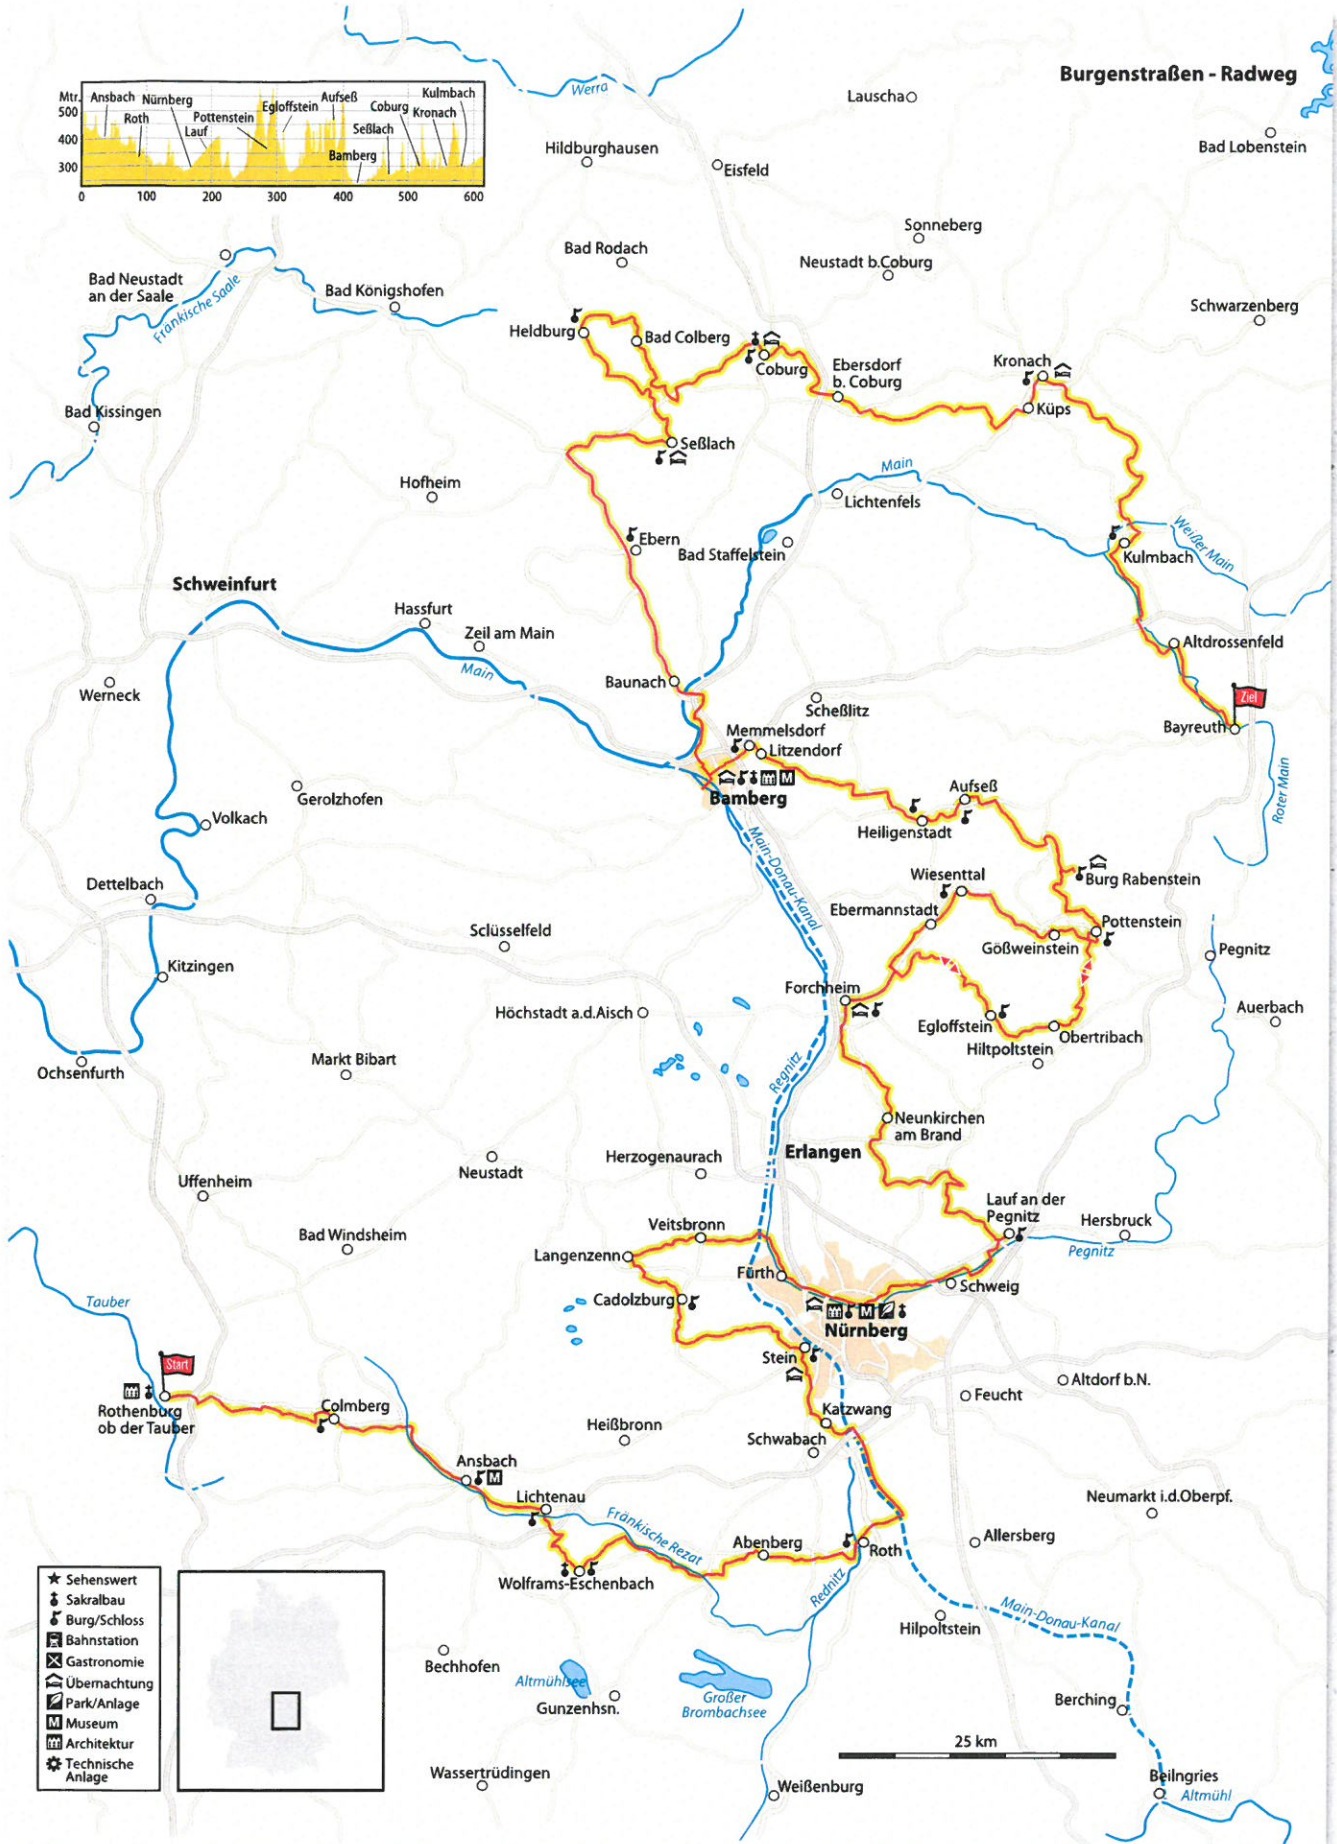 Burgenstraßen - Radweg
Mtr.
500
400
300
Ansbach
Nürnberg
Roth
Lauf
Pottenstein
Egloffstein
Aufseß
Bamberg
Seßlach
Coburg
Kronach
Kulmbach
0
100
200
300
400
500
600
Werra
Lauscha
Bad Lobenstein
Hildburghausen
Eisfeld
Sonneberg
Bad Rodach
Neustadt b.Coburg
Bad Neustadt
an der Saale
Fränkische Saale
Bad Königshofen
Schwarzenberg
Heldburg
Bad Colberg
Coburg
Ebersdorf
b. Coburg
Kronach
Küps
Bad Kissingen
Seßlach
Main
Hofheim
Lichtenfels
Ebern
Bad Staffelstein
Weißer Main
Kulmbach
Schweinfurt
Hassfurt
Zeil am Main
Main
Altdrossenfeld
Werneck
Baunach
Scheßlitz
Ziel
Bayreuth
Memmelsdorf
Litzendorf
Roter Main
M
Bamberg
Gerolzhofen
Volkach
Aufseß
Heiligenstadt
Main-Donau-Kanal
Dettelbach
Wiesenttal
Burg Rabenstein
Ebermannstadt
Pottenstein
Sclüsselfeld
Gößweinstein
Pegnitz
Kitzingen
Forchheim
Höchstadt a.d.Aisch
Auerbach
Egloffstein
Obertribach
Hiltpoltstein
Markt Bibart
Ochsenfurth
Regnitz
Neunkirchen
am Brand
Erlangen
Herzogenaurach
Neustadt
Uffenheim
Lauf an der
Pegnitz
Hersbruck
Veitsbronn
Bad Windsheim
Langenzenn
Pegnitz
Fürth
Schweig
Cadolzburg
Tauber
M
Nürnberg
Stein
Start
Altdorf b.N.
Feucht
Rothenburg
ob der Tauber
Colmberg
Katzwang
Heißbronn
Schwabach
Ansbach
M
Lichtenau
Neumarkt i.d.Oberpf.
Fränkische Rezat
Abenberg
Roth
Allersberg
Wolframs-Eschenbach
Rednitz
Main-Donau-Kanal
Hilpoltstein
Bechhofen
Altmühlsee
Gunzenhsn.
Großer
Brombachsee
Berching
25 km
Wassertrüdingen
Weißenburg
Beilngries
Altmühl
Sehenswert
Sakralbau
Burg/Schloss
Bahnstation
Gastronomie
Übernachtung
Park/Anlage
M Museum
Architektur
Technische
Anlage